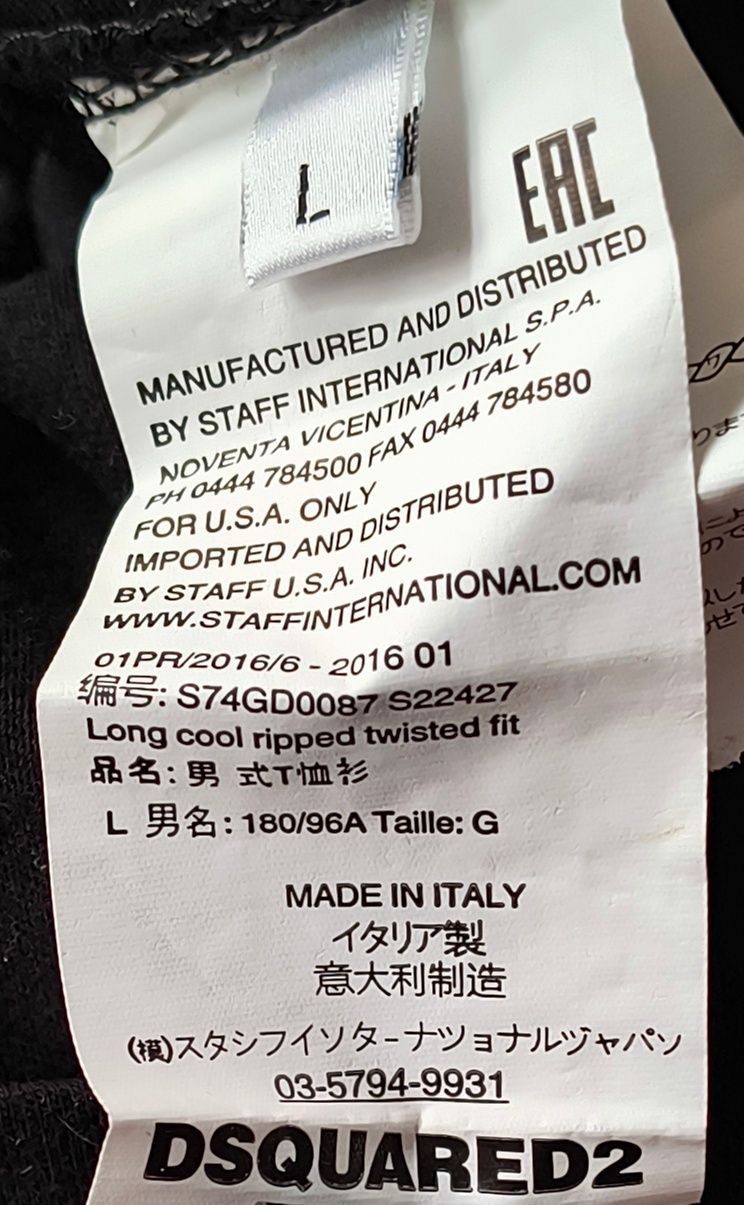 L
EAC
MANUFACTURED AND DISTRIBUTED
BY STAFF INTERNATIONAL S.P.A.
NOVENTA VICENTINA - ITALY
PH 0444 784500 FAX 0444 784580
FOR U.S.A. ONLY
IMPORTED AND DISTRIBUTED
BY STAFF U.S.A. INC.
WWW.STAFFINTERNATIONAL.COM
01PR/2016/6 - 2016 01
编号: S74GD0087 S22427
Long cool ripped twisted fit
品名: 男 式T恤衫
L 男名: 180/96A Taille: G
MADE IN ITALY
イタリア製
意大利制造
(模)スタシフイソタ-ナツョナルヅャパソ
03-5794-9931
DSQUARED2